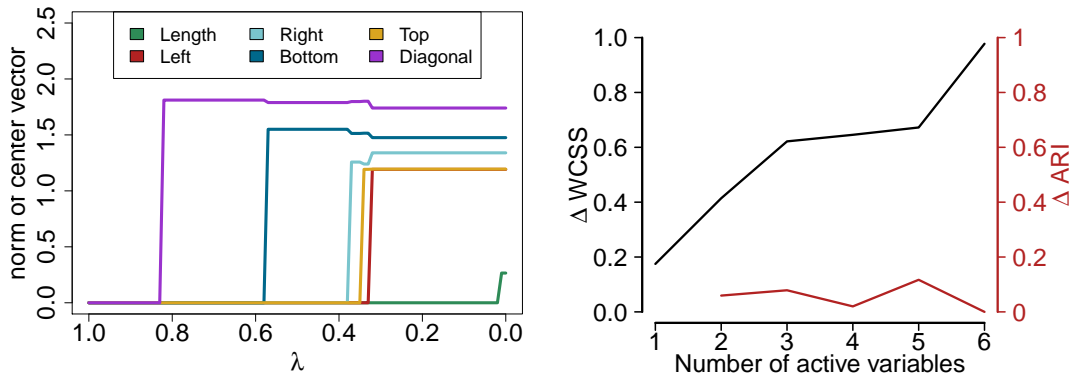 norm of center vector
2.5
2.0
1.5
1.0
0.5
0.0
Length Right Top
Left Bottom Diagonal
1.0 0.8 0.6 0.4 0.2 0.0
λ
Δ WCSS
1.0
0.8
0.6
0.4
0.2
0.0
1
0.8
0.6
0.4
0.2
0
Δ ARI
1 2 3 4 5 6
Number of active variables